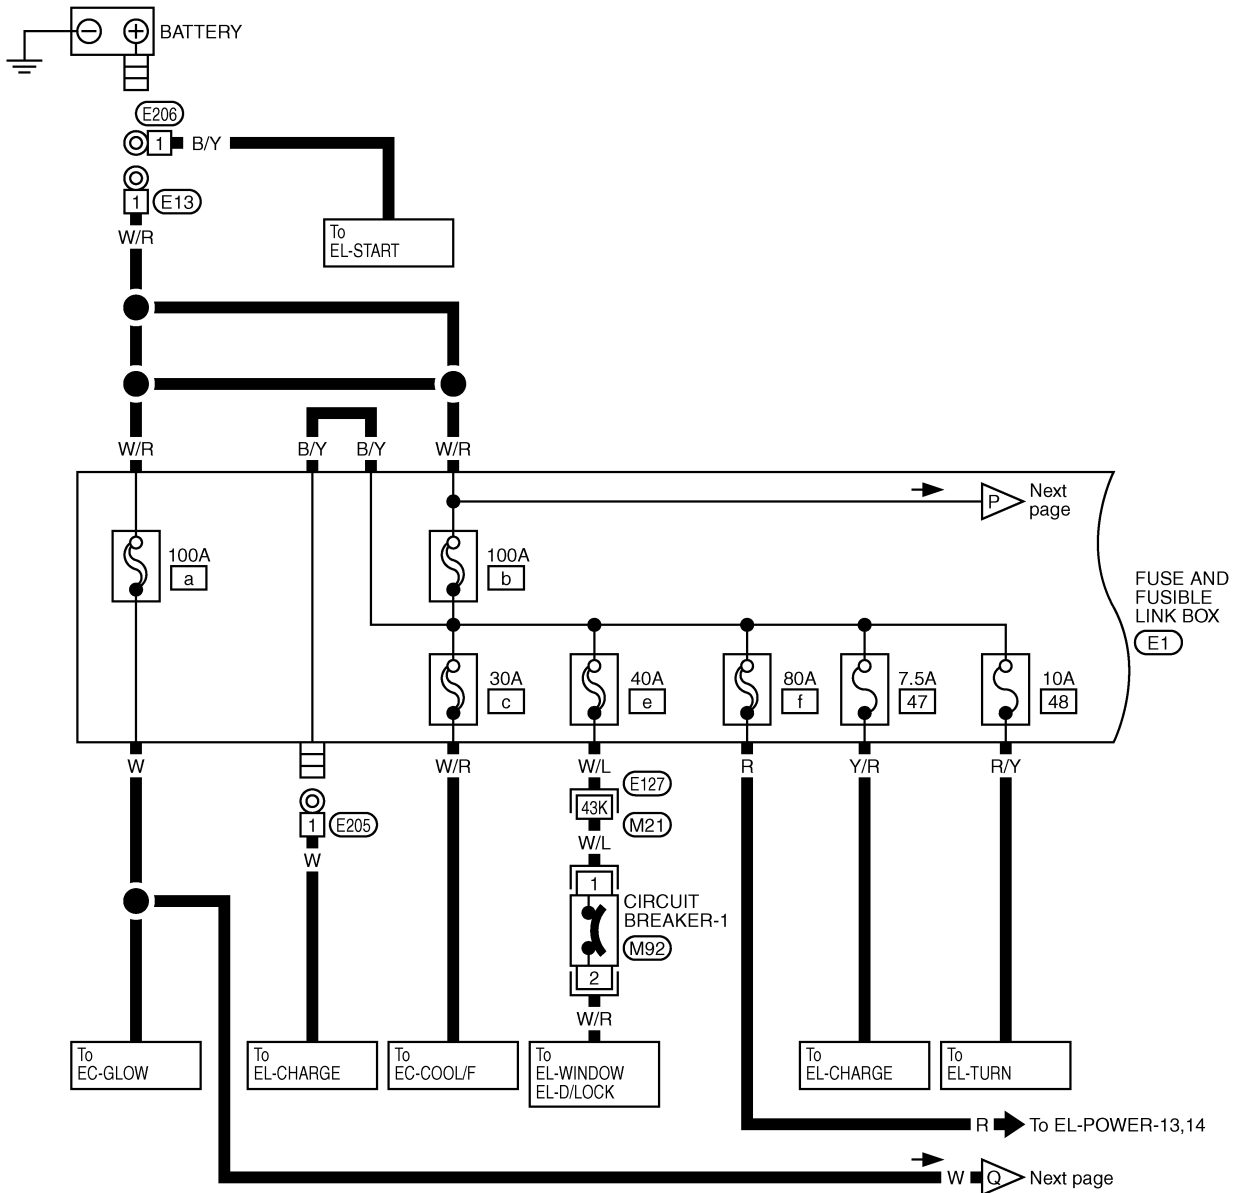 − + BATTERY
E206
1 B/Y
1 E13
W/R
To
EL-START
W/R B/Y B/Y W/R
P Next
page
100A
a
100A
b
FUSE AND
FUSIBLE
LINK BOX
E1
30A
c
40A
e
80A
f
7.5A
47
10A
48
W W/R W/L R Y/R R/Y
E127
43K
M21
1 E205
W/L
W
1
CIRCUIT
BREAKER-1
M92
2
W/R
To
EC-GLOW
To
EL-CHARGE
To
EC-COOL/F
To
EL-WINDOW
EL-D/LOCK
To
EL-CHARGE
To
EL-TURN
R To EL-POWER-13,14
W Q Next page